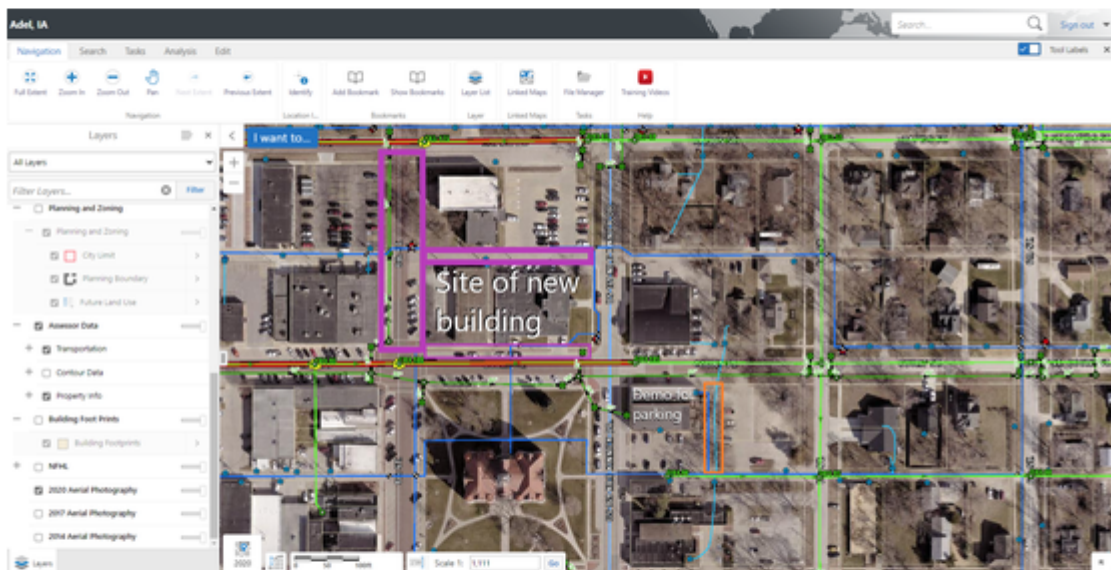 Adel, IA
Search...
Sign out
Navigation Search Tasks Analysis Edit
Tool Labels
Full Extent Zoom In Zoom Out Pan Next Extent Previous Extent Identify Add Bookmark Show Bookmarks Layer List Linked Maps File Manager Training Videos
Navigation Location I... Bookmarks Layer Linked Maps Tasks Help
Layers
I want to...
All Layers
Filter Layers... Filter
Planning and Zoning
Planning and Zoning
City Limit
Planning Boundary
Future Land Use
Assessor Data
Transportation
Contour Data
Property Info
Building Foot Prints
Building Footprints
NFHL
2020 Aerial Photography
2017 Aerial Photography
2014 Aerial Photography
Layers
Site of new
building
Demo to
parking
2020
0 50 100ft
Scale 1: 1,111 Go